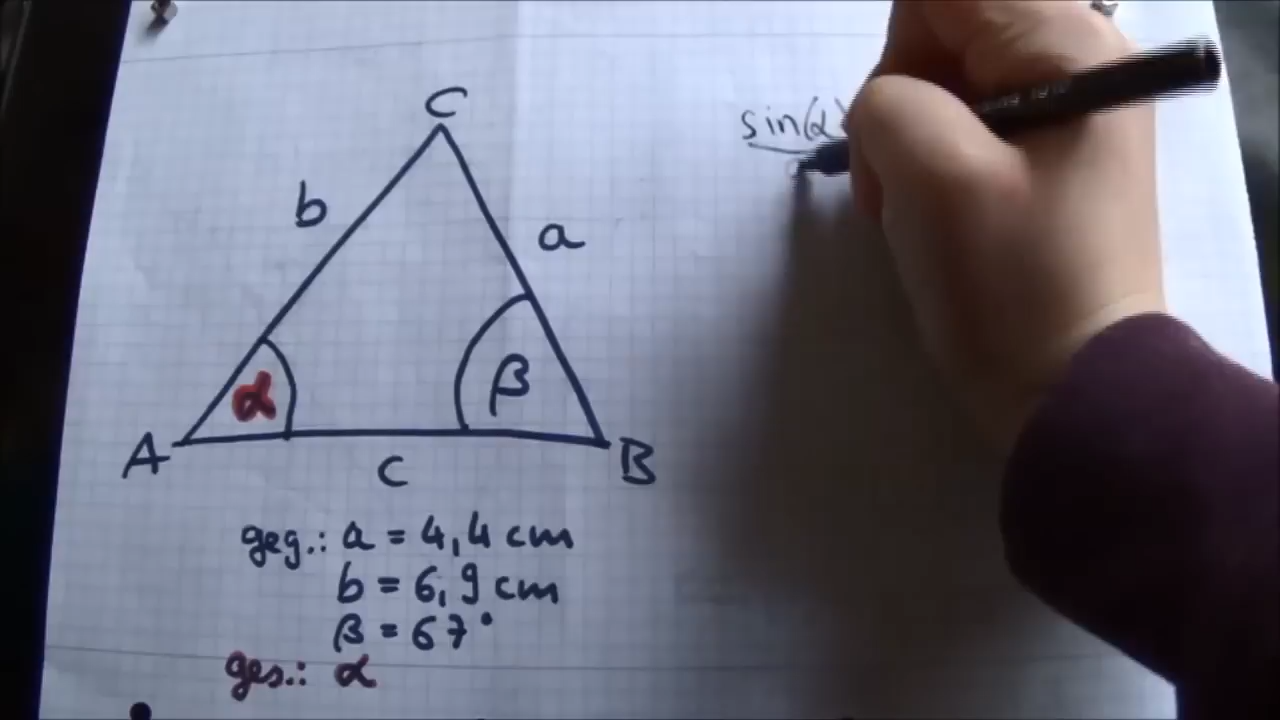 C
sin(α)
b
a
α
β
A
c
B
geg.: a = 4,4 cm
b = 6,9 cm
β = 67°
ges.: α